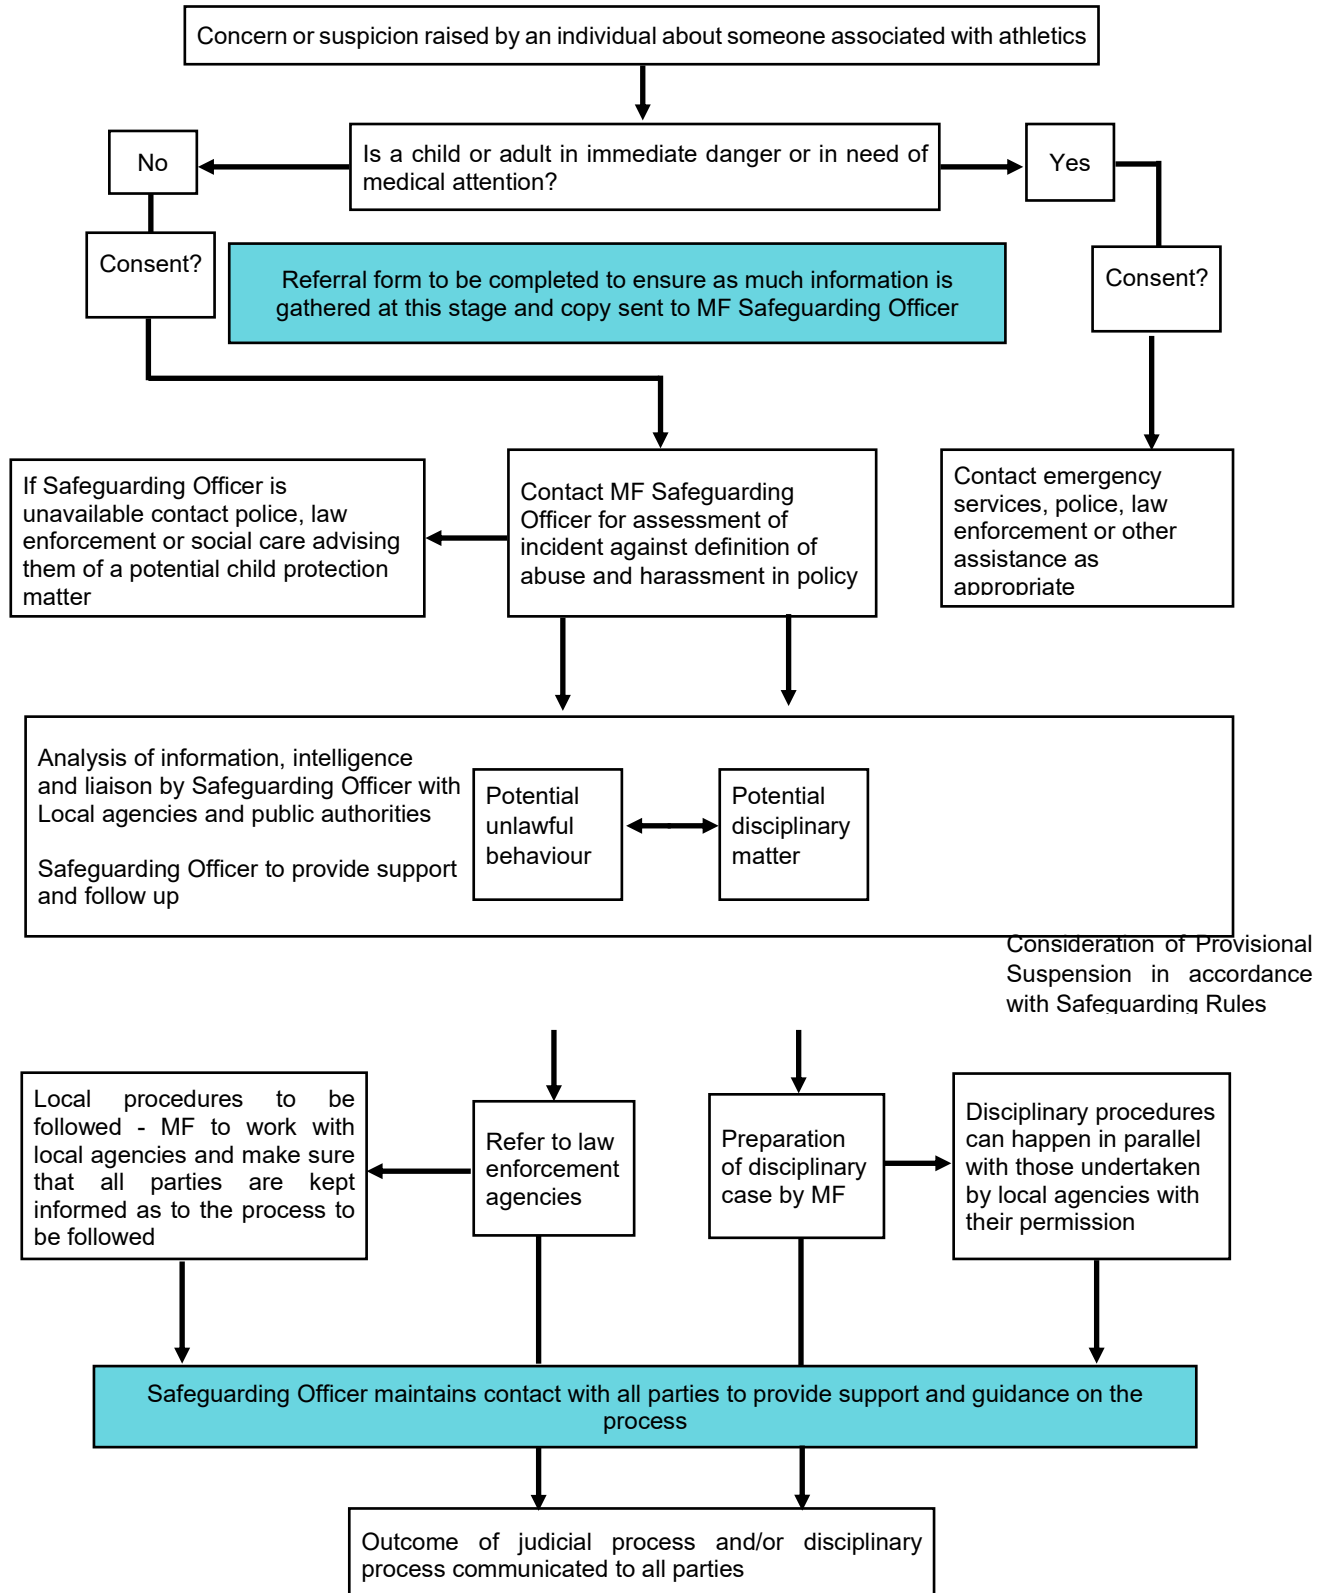 Concern or suspicion raised by an individual about someone associated with athletics
No
Is a child or adult in immediate danger or in need of
medical attention?
Yes
Consent?
Referral form to be completed to ensure as much information is
gathered at this stage and copy sent to MF Safeguarding Officer
Consent?
If Safeguarding Officer is
unavailable contact police, law
enforcement or social care advising
them of a potential child protection
matter
Contact MF Safeguarding
Officer for assessment of
incident against definition of
abuse and harassment in policy
Contact emergency
services, police, law
enforcement or other
assistance as
appropriate
Analysis of information, intelligence
and liaison by Safeguarding Officer with
Local agencies and public authorities
Safeguarding Officer to provide support
and follow up
Potential
unlawful
behaviour
Potential
disciplinary
matter
Consideration of Provisional
Suspension in accordance
with Safeguarding Rules
Local procedures to be
followed - MF to work with
local agencies and make sure
that all parties are kept
informed as to the process to
be followed
Refer to law
enforcement
agencies
Preparation
of disciplinary
case by MF
Disciplinary procedures
can happen in parallel
with those undertaken
by local agencies with
their permission
Safeguarding Officer maintains contact with all parties to provide support and guidance on the
process
Outcome of judicial process and/or disciplinary
process communicated to all parties